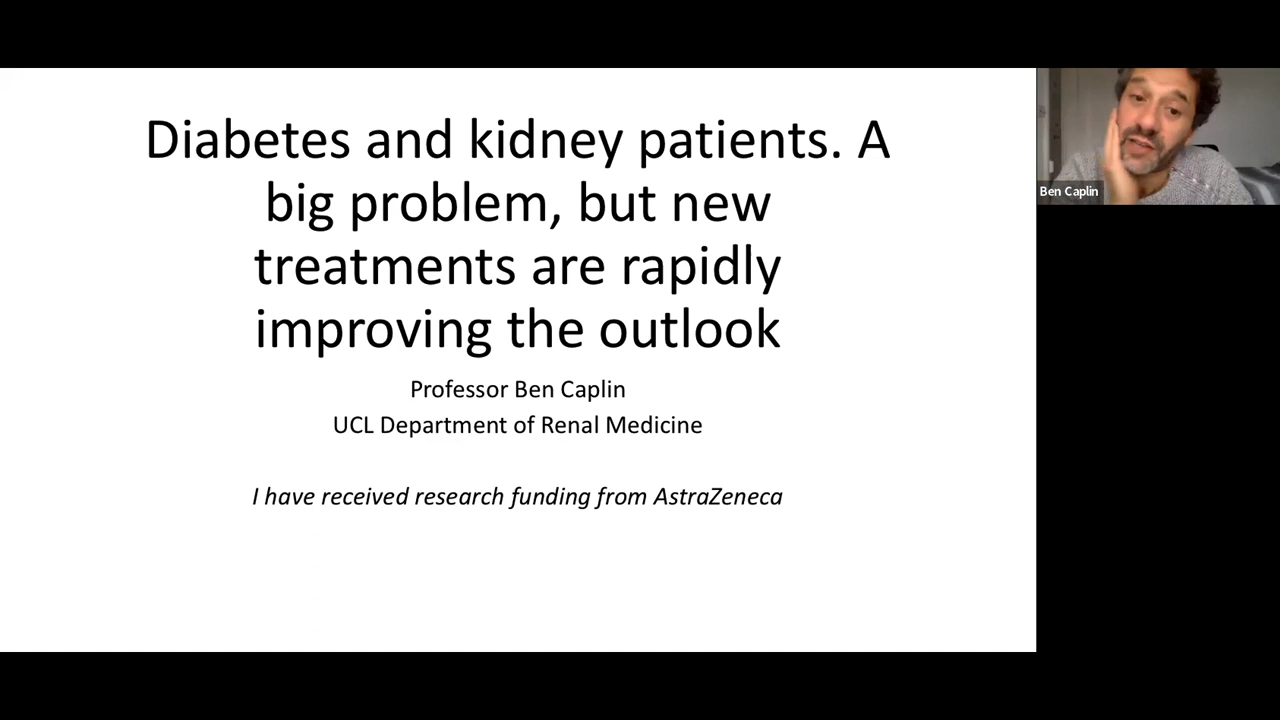 Diabetes and kidney patients. A
big problem, but new
treatments are rapidly
improving the outlook
Professor Ben Caplin
UCL Department of Renal Medicine
I have received research funding from AstraZeneca
Ben Caplin